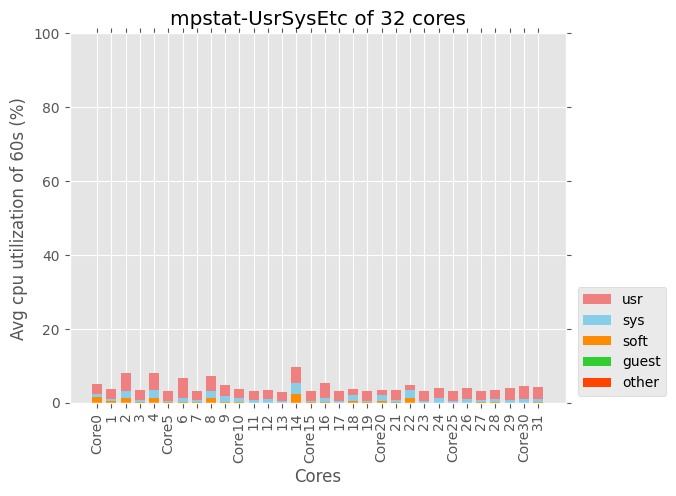 mpstat-UsrSysEtc of 32 cores
Avg cpu utilization of 60s (%)
100
80
60
40
20
0
Core0
1
2
3
4
Core5
6
7
8
9
Core10
11
12
13
14
Core15
16
17
18
19
Core20
21
22
23
24
Core25
26
27
28
29
Core30
31
Cores
usr
sys
soft
guest
other